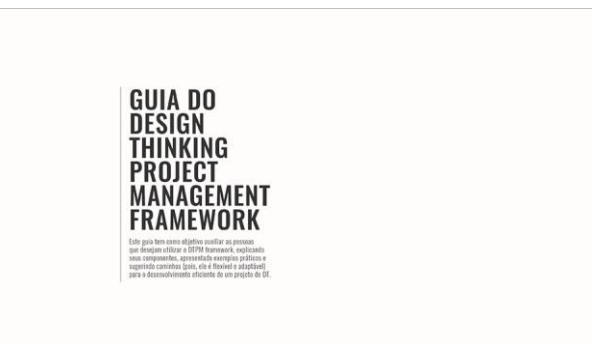 GUIA DO
DESIGN
THINKING
PROJECT
MANAGEMENT
FRAMEWORK
Este guia tem como objetivo auxiliar as pessoas
que desejam utilizar o DTPM framework, explicando
seus componentes, apresentado exemplos práticos e
sugerindo caminhos (pois, ele é flexível e adaptável)
para o desenvolvimento eficiente de um projeto de DT.